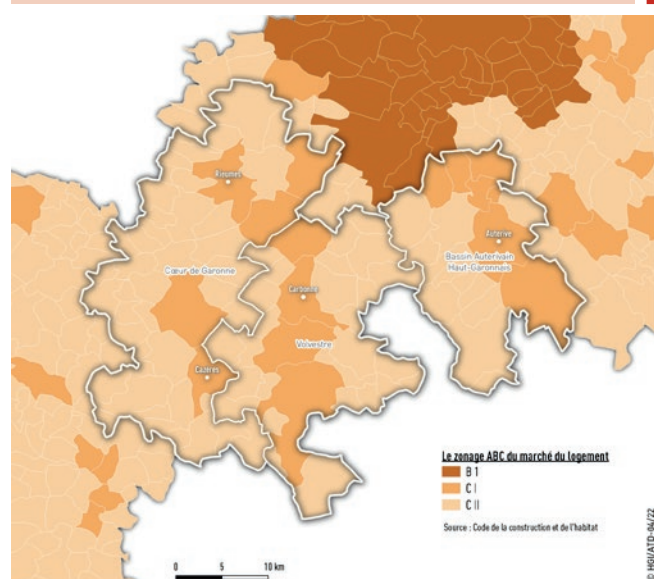 Rieumes
Auterive
Bassin Auterivain
Haut-Garonnais
Cœur de Garonne
Carbonne
Volvestre
Cazères
Le zonage ABC du marché du logement
B 1
C I
C II
Source : Code de la construction et de l'habitat
0 5 10 km
© HGI/ATD-04/22